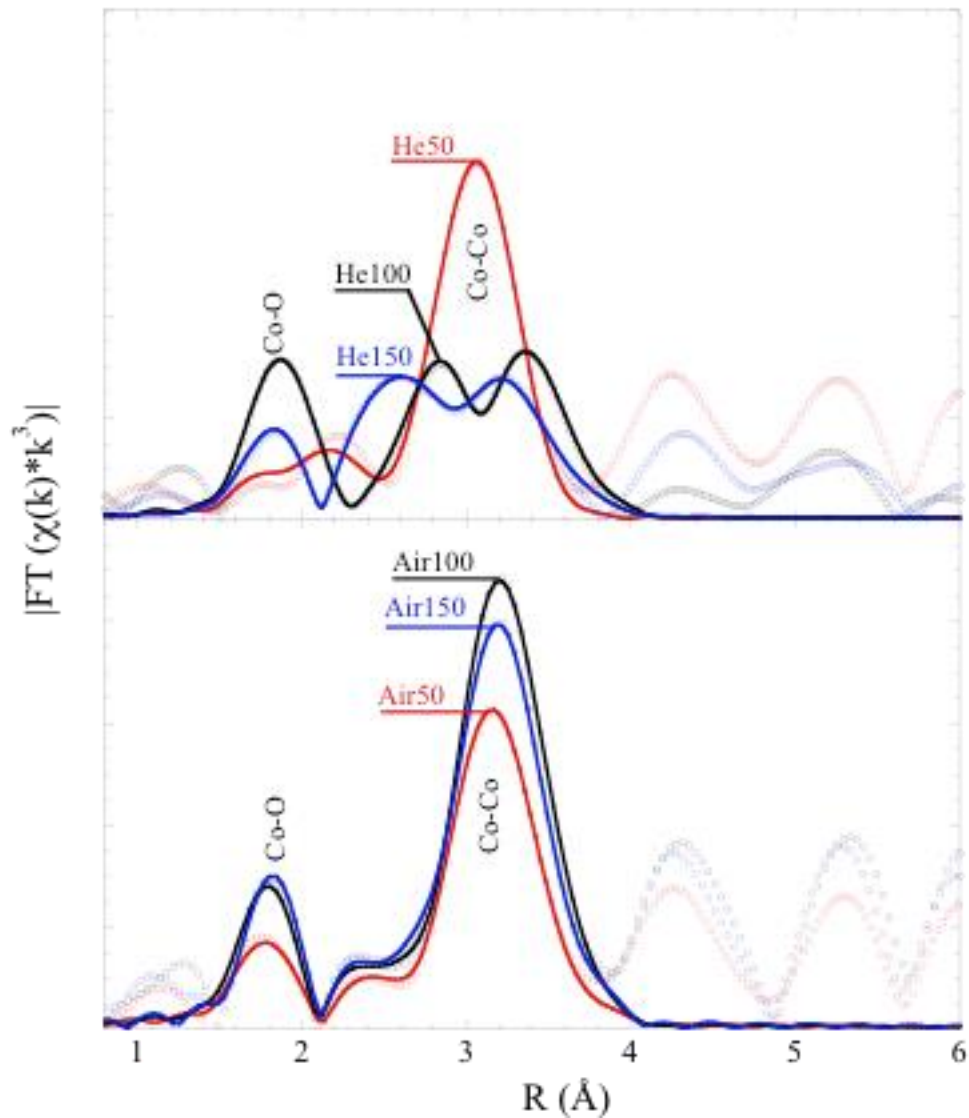 He50
He100
He150
Co-O
Co-Co
Air100
Air150
Air50
Co-O
Co-Co
|FT (χ(k)*k³)|
1 2 3 4 5 6
R (Å)